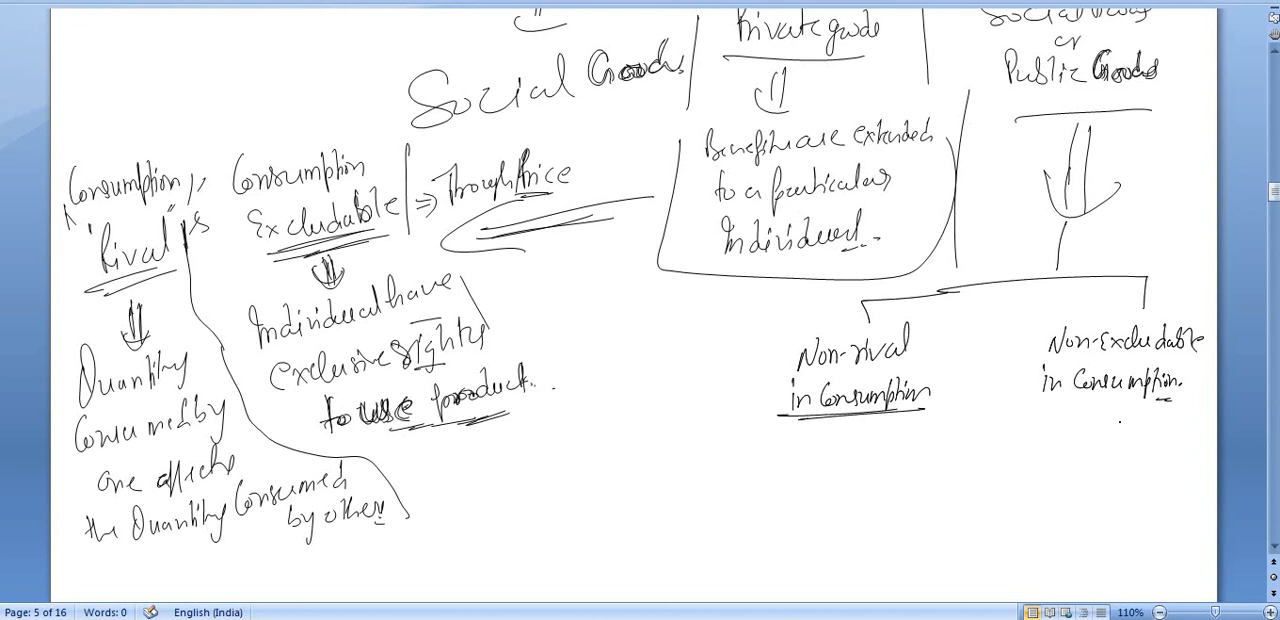 Social Goods.
Private goods
or
Public Goods
Benefits are extended
to a particular
Individual..
Consumption is
"Rival"
Quantity
Consumed by
one affects
the Quantity Consumed
by other
Consumption
Excludable
⇒ Through Price
Individual have
exclusive rights
to use product..
Non-rival
in Consumption
Non-Excludable
in Consumption.
Page: 5 of 16
Words: 0
English (India)
110%